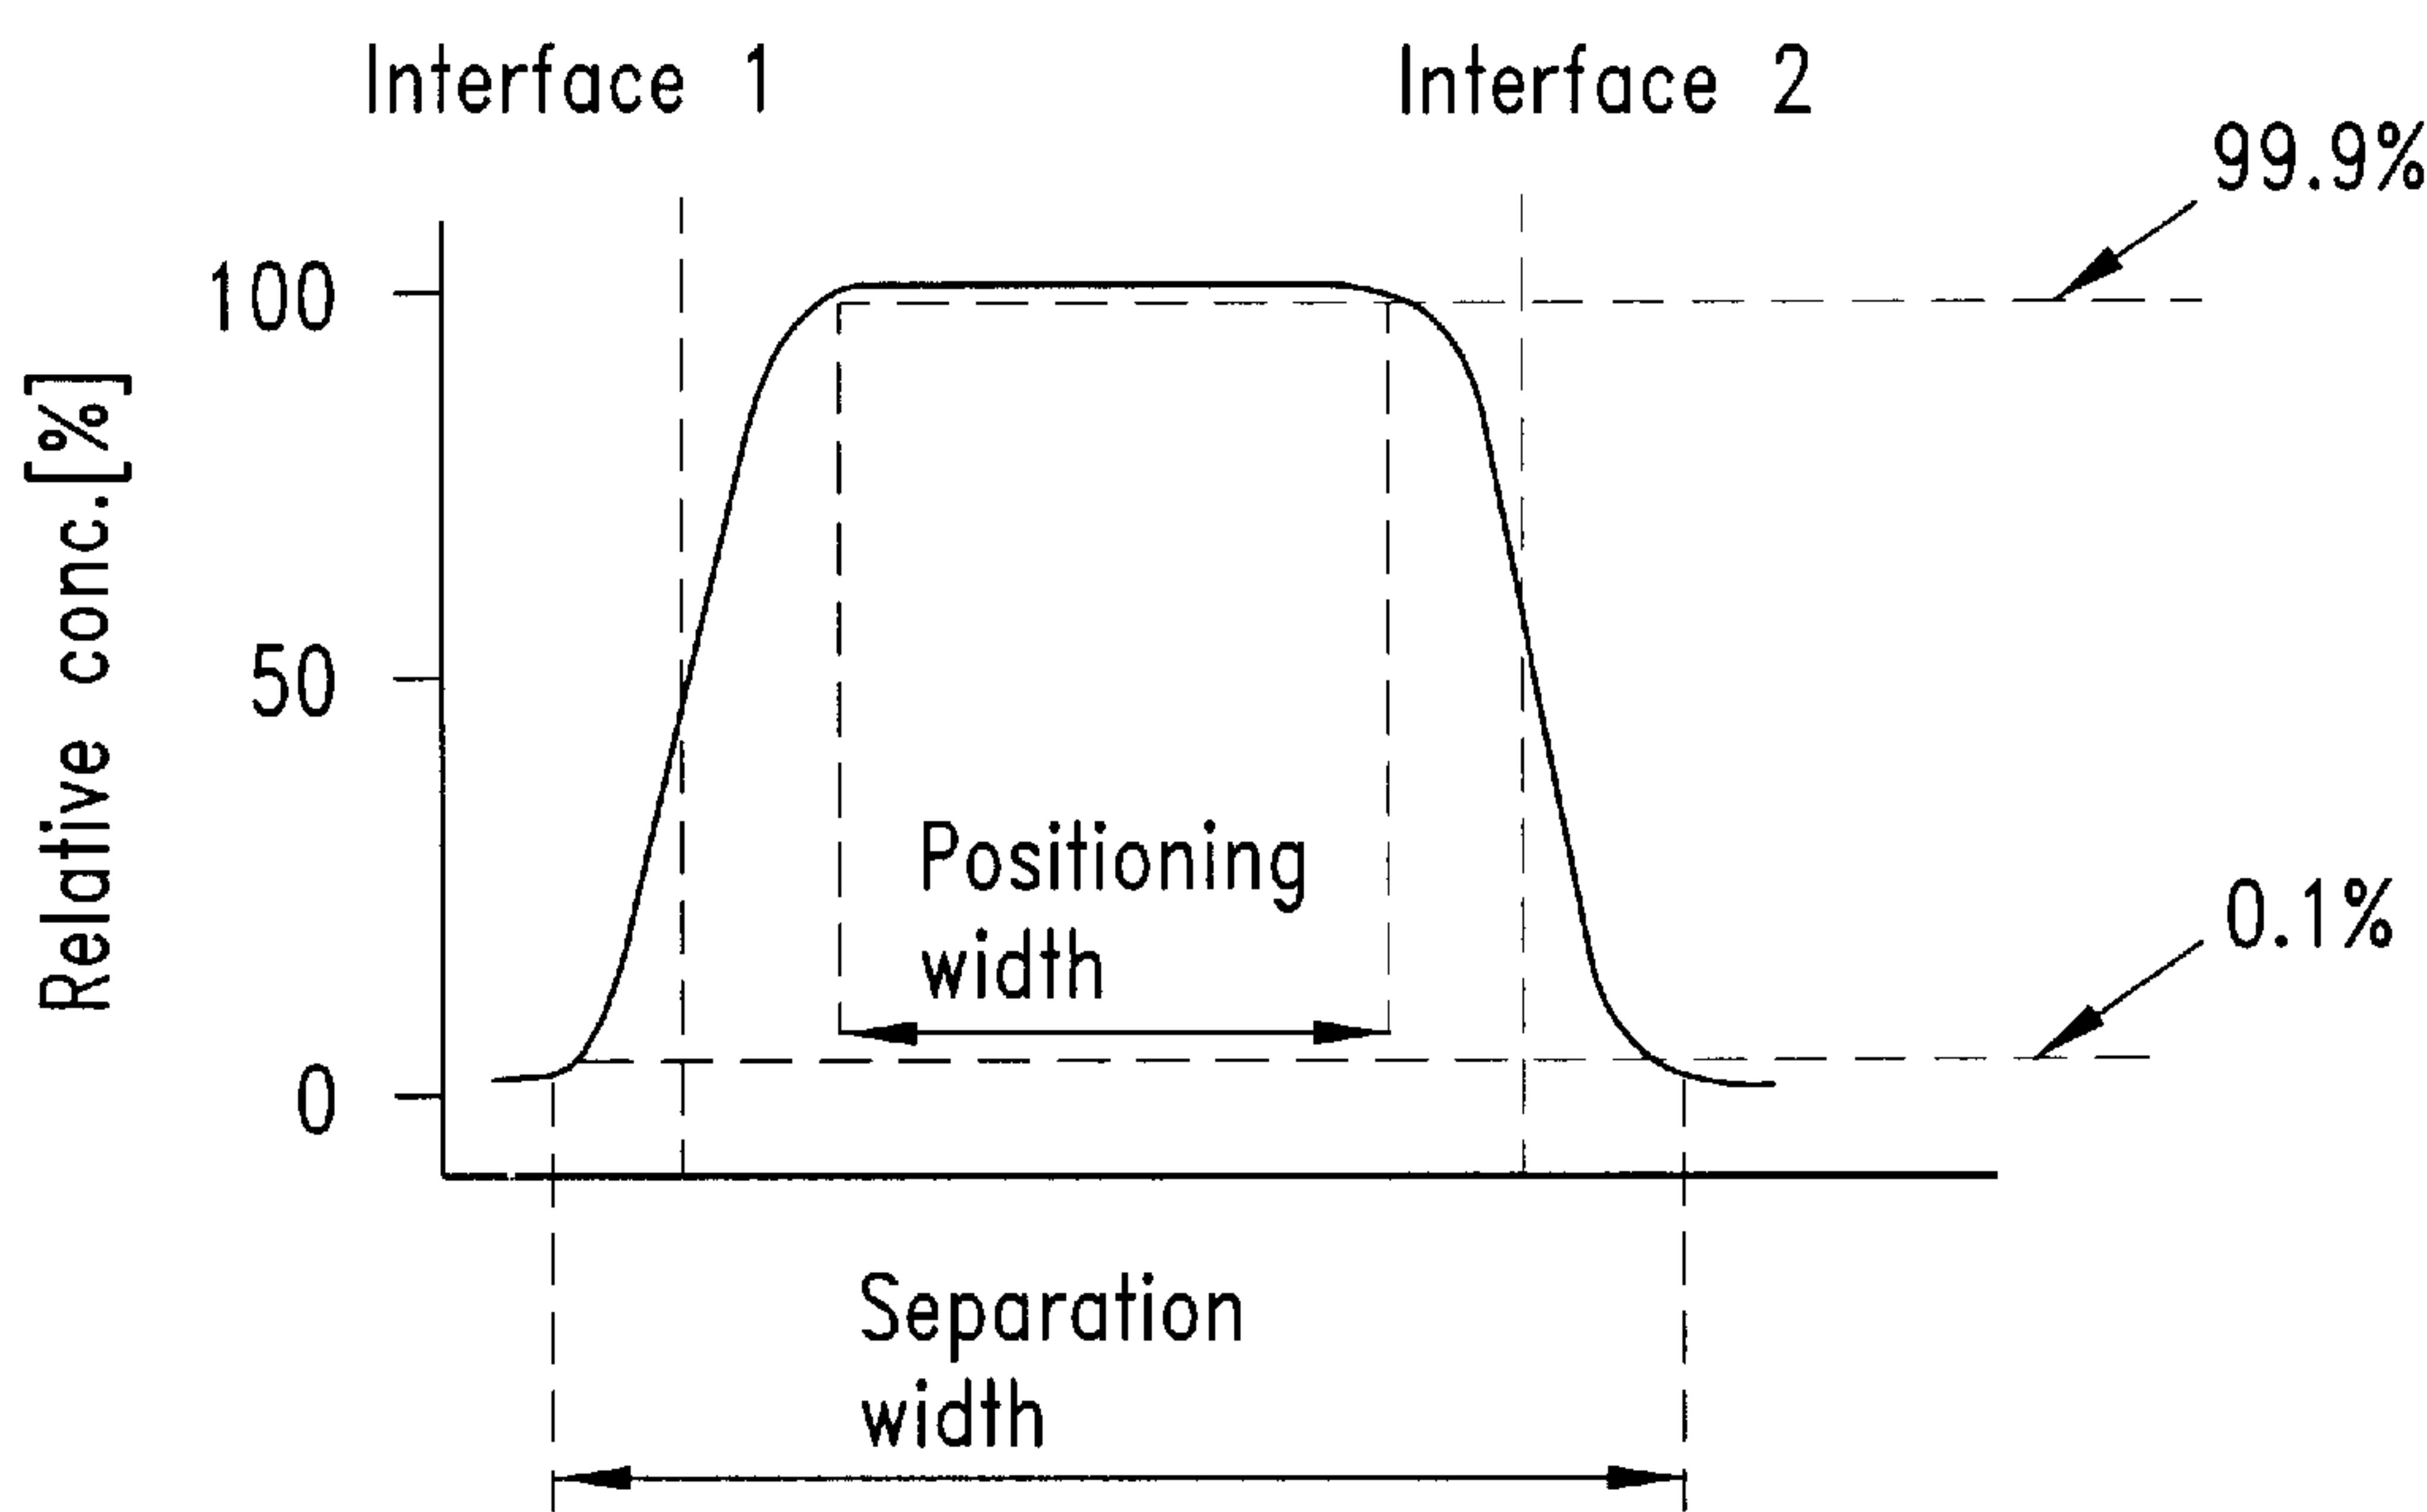 Interface 1
Interface 2
99.9%
100
Relative conc.[%]
50
Positioning
width
0.1%
0
Separation
width